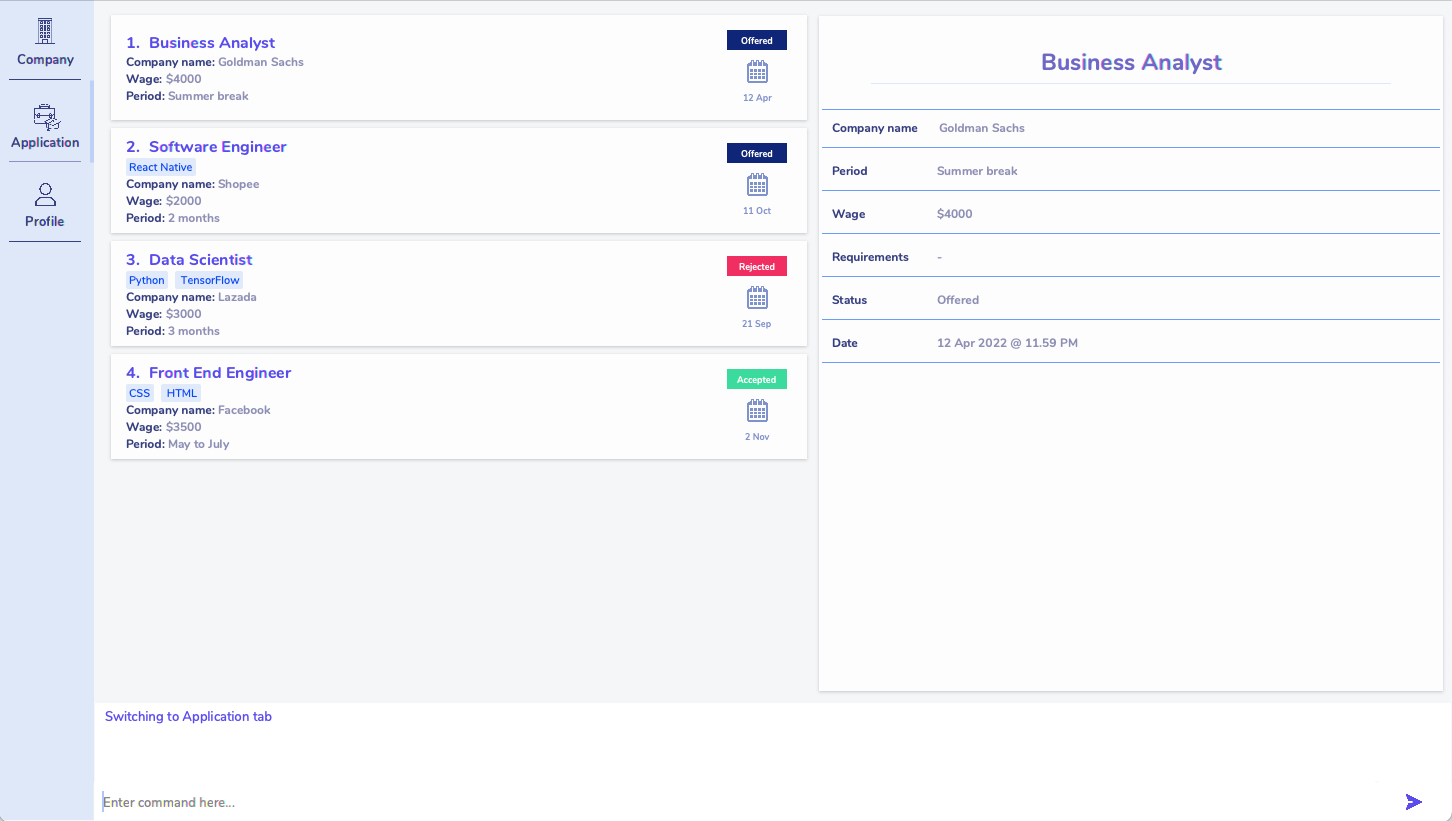 Company
Application
Profile
1. Business Analyst
Company name: Goldman Sachs
Wage: $4000
Period: Summer break
Offered
12 Apr
2. Software Engineer
React Native
Company name: Shopee
Wage: $2000
Period: 2 months
Offered
11 Oct
3. Data Scientist
Python TensorFlow
Company name: Lazada
Wage: $3000
Period: 3 months
Rejected
21 Sep
4. Front End Engineer
CSS HTML
Company name: Facebook
Wage: $3500
Period: May to July
Accepted
2 Nov
Business Analyst
Company name Goldman Sachs
Period Summer break
Wage $4000
Requirements -
Status Offered
Date 12 Apr 2022 @ 11.59 PM
Switching to Application tab
Enter command here...